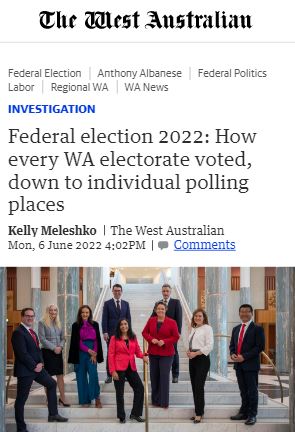 The West Australian
Federal Election | Anthony Albanese | Federal Politics
Labor | Regional WA | WA News
INVESTIGATION
Federal election 2022: How
every WA electorate voted,
down to individual polling
places
Kelly Meleshko | The West Australian
Mon, 6 June 2022 4:02PM | Comments